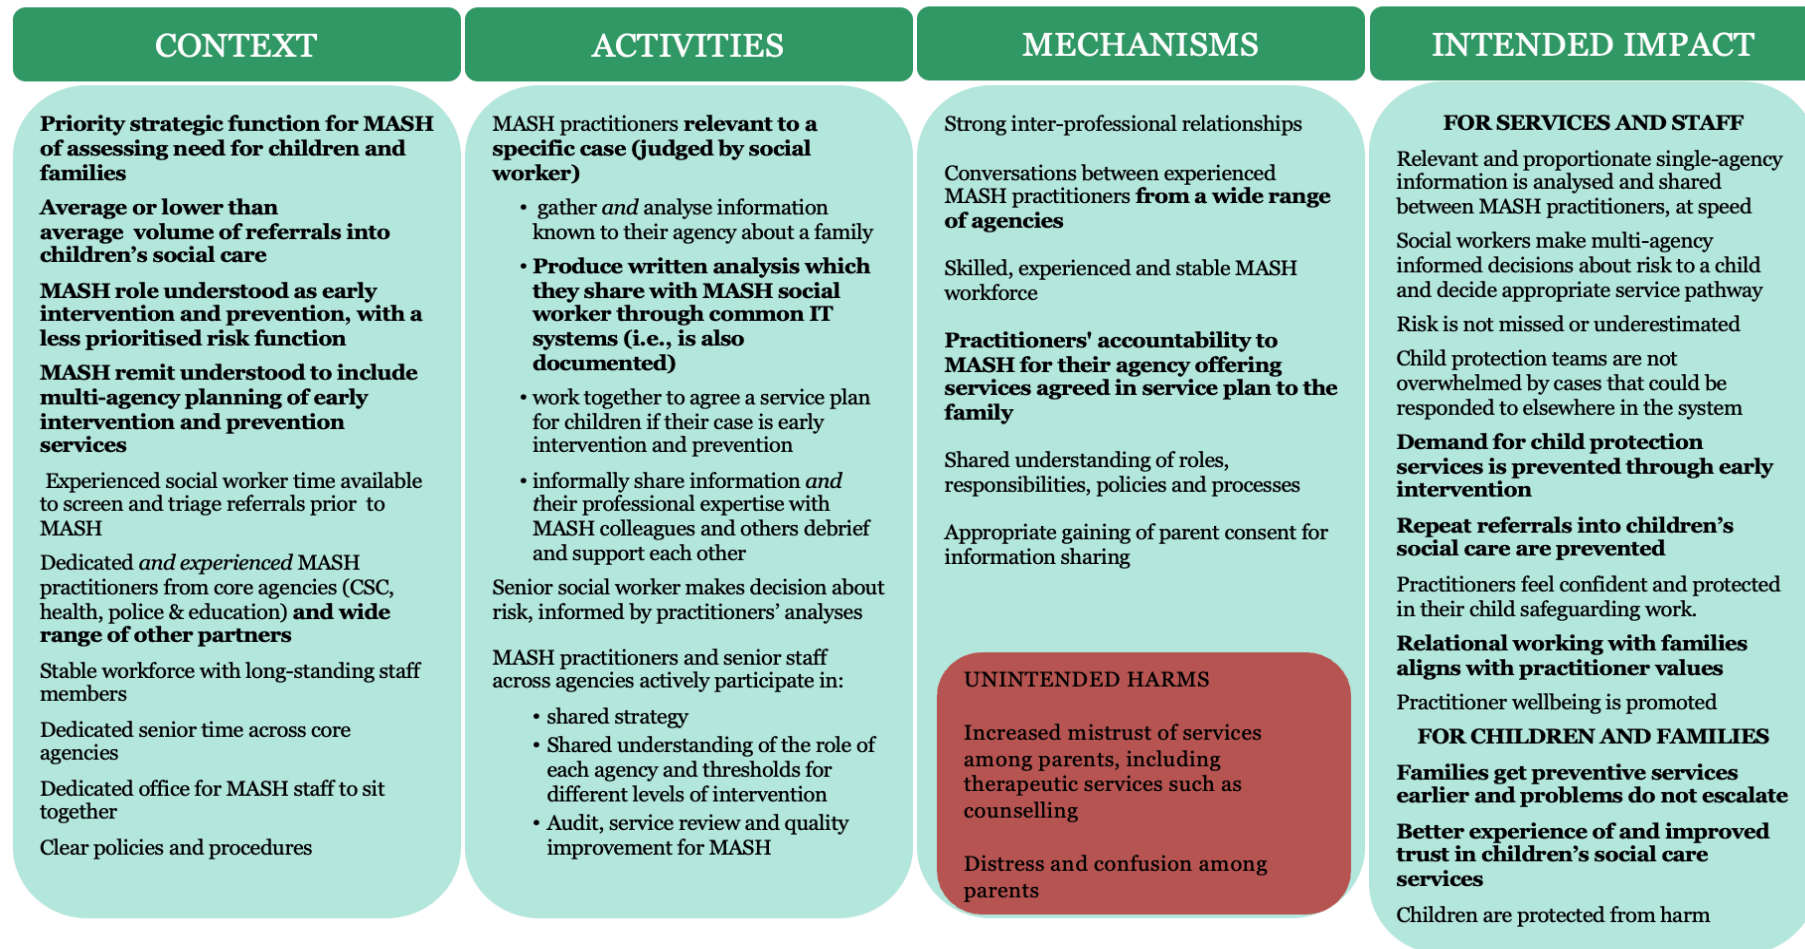 CONTEXT
Priority strategic function for MASH
of assessing need for children and
families
Average or lower than
average  volume of referrals into
children’s social care
MASH role understood as early
intervention and prevention, with a
less prioritised risk function
MASH remit understood to include
multi-agency planning of early
intervention and prevention
services
Experienced social worker time available
to screen and triage referrals prior  to
MASH
Dedicated and experienced MASH
practitioners from core agencies (CSC,
health, police & education) and wide
range of other partners
Stable workforce with long-standing staff
members
Dedicated senior time across core
agencies
Dedicated office for MASH staff to sit
together
Clear policies and procedures
ACTIVITIES
MASH practitioners relevant to a
specific case (judged by social
worker)
• gather and analyse information
known to their agency about a family
• Produce written analysis which
they share with MASH social
worker through common IT
systems (i.e., is also
documented)
• work together to agree a service plan
for children if their case is early
intervention and prevention
• informally share information and
their professional expertise with
MASH colleagues and others debrief
and support each other
Senior social worker makes decision about
risk, informed by practitioners’ analyses
MASH practitioners and senior staff
across agencies actively participate in:
• shared strategy
• Shared understanding of the role of
each agency and thresholds for
different levels of intervention
• Audit, service review and quality
improvement for MASH
MECHANISMS
Strong inter-professional relationships
Conversations between experienced
MASH practitioners from a wide range
of agencies
Skilled, experienced and stable MASH
workforce
Practitioners' accountability to
MASH for their agency offering
services agreed in service plan to the
family
Shared understanding of roles,
responsibilities, policies and processes
Appropriate gaining of parent consent for
information sharing
UNINTENDED HARMS
Increased mistrust of services
among parents, including
therapeutic services such as
counselling
Distress and confusion among
parents
INTENDED IMPACT
FOR SERVICES AND STAFF
Relevant and proportionate single-agency
information is analysed and shared
between MASH practitioners, at speed
Social workers make multi-agency
informed decisions about risk to a child
and decide appropriate service pathway
Risk is not missed or underestimated
Child protection teams are not
overwhelmed by cases that could be
responded to elsewhere in the system
Demand for child protection
services is prevented through early
intervention
Repeat referrals into children’s
social care are prevented
Practitioners feel confident and protected
in their child safeguarding work.
Relational working with families
aligns with practitioner values
Practitioner wellbeing is promoted
FOR CHILDREN AND FAMILIES
Families get preventive services
earlier and problems do not escalate
Better experience of and improved
trust in children’s social care
services
Children are protected from harm